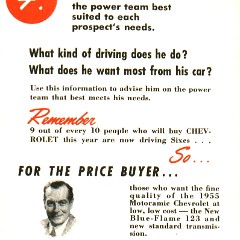 the power team best
suited to each
prospect's needs.
What kind of driving does he do?
What does he want most from his car?
Use this information to advise him on the power
team that best meets his needs.
Remember
9 out of every 10 people who will buy CHEV-
ROLET this year are now driving Sixes . . .
So...
FOR THE PRICE BUYER...
those who want the fine
quality of the 1955
Motoramic Chevrolet at
low, low cost — the New
Blue-Flame 123 and
new standard transmis-